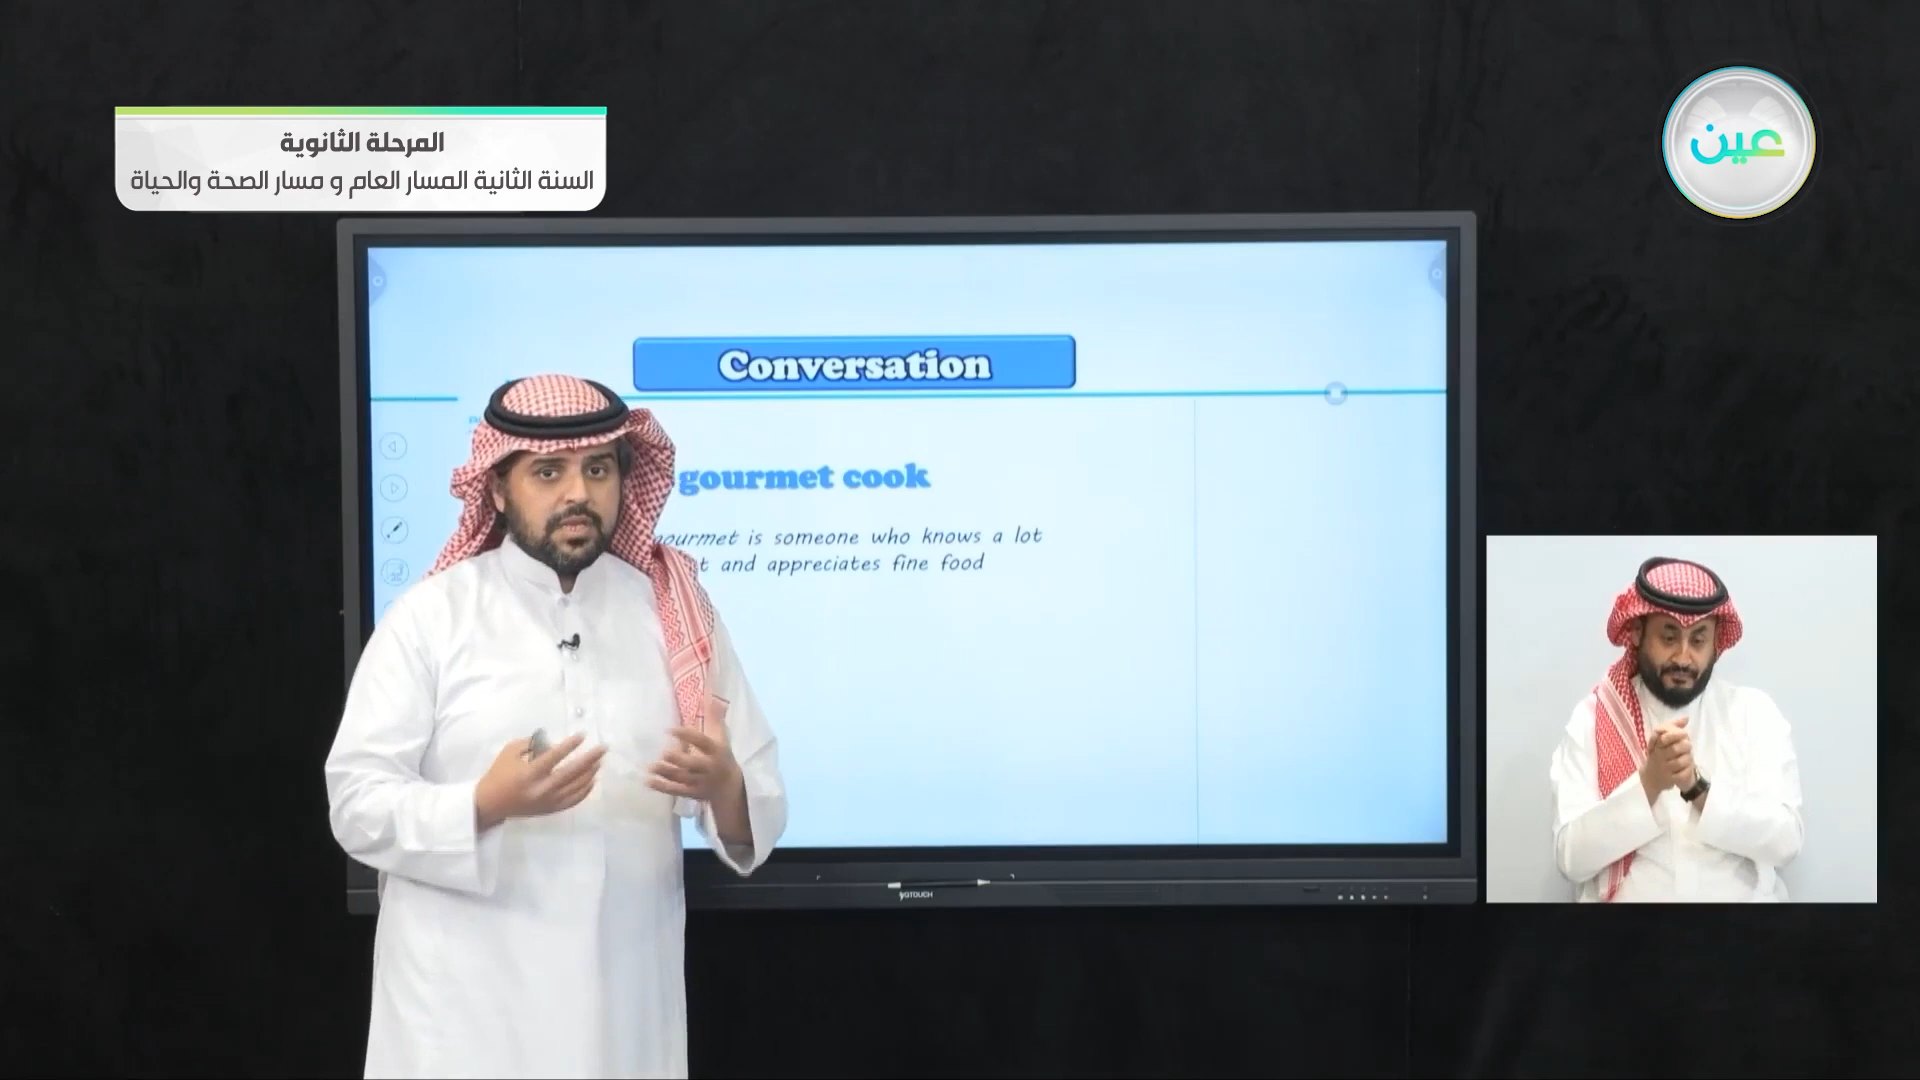 المرحلة الثانوية
السنة الثانية المسار العام و مسار الصحة والحياة
عين
Conversation
gourmet cook
gourmet is someone who knows a lot
and appreciates fine food